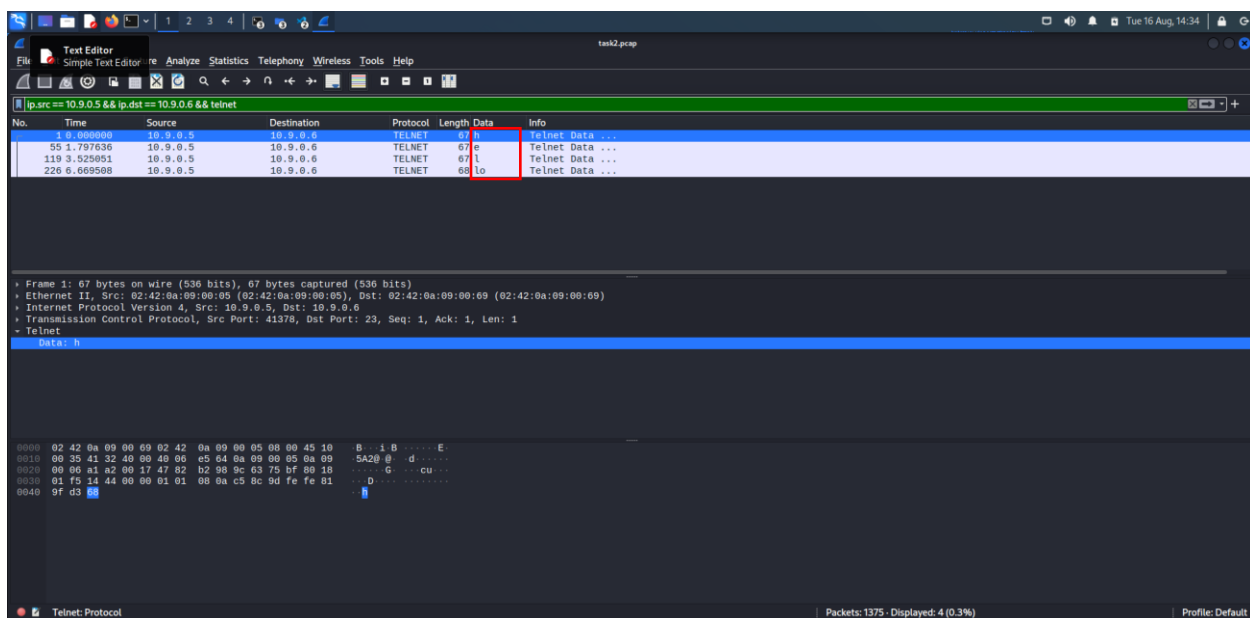 1 2 3 4 Tue 16 Aug, 14:34
task2.pcap
Text Editor
Simple Text Editor
File re Analyze Statistics Telephony Wireless Tools Help
ip.src == 10.9.0.5 && ip.dst == 10.9.0.6 && telnet
No. Time Source Destination Protocol Length Data Info
1 0.000000 10.9.0.5 10.9.0.6 TELNET 67 h Telnet Data ...
55 1.797636 10.9.0.5 10.9.0.6 TELNET 67 e Telnet Data ...
119 3.525051 10.9.0.5 10.9.0.6 TELNET 67 l Telnet Data ...
226 6.669508 10.9.0.5 10.9.0.6 TELNET 68 lo Telnet Data ...
Frame 1: 67 bytes on wire (536 bits), 67 bytes captured (536 bits)
Ethernet II, Src: 02:42:0a:09:00:05 (02:42:0a:09:00:05), Dst: 02:42:0a:09:00:69 (02:42:0a:09:00:69)
Internet Protocol Version 4, Src: 10.9.0.5, Dst: 10.9.0.6
Transmission Control Protocol, Src Port: 41378, Dst Port: 23, Seq: 1, Ack: 1, Len: 1
Telnet
Data: h
0000 02 42 0a 09 00 69 02 42 0a 09 00 05 08 00 45 10 ·B···i·B ······E·
0010 00 35 41 32 40 00 40 06 e5 64 0a 09 00 05 0a 09 ·5A2@·@· ·d······
0020 00 06 a1 a2 00 17 47 82 b2 98 9c 63 75 bf 80 18 ······G· ···cu···
0030 01 f5 14 44 00 00 01 01 08 0a c5 8c 9d fe fe 81 ···D···· ········
0040 9f d3 68 ··h
Telnet: Protocol Packets: 1375 · Displayed: 4 (0.3%) Profile: Default